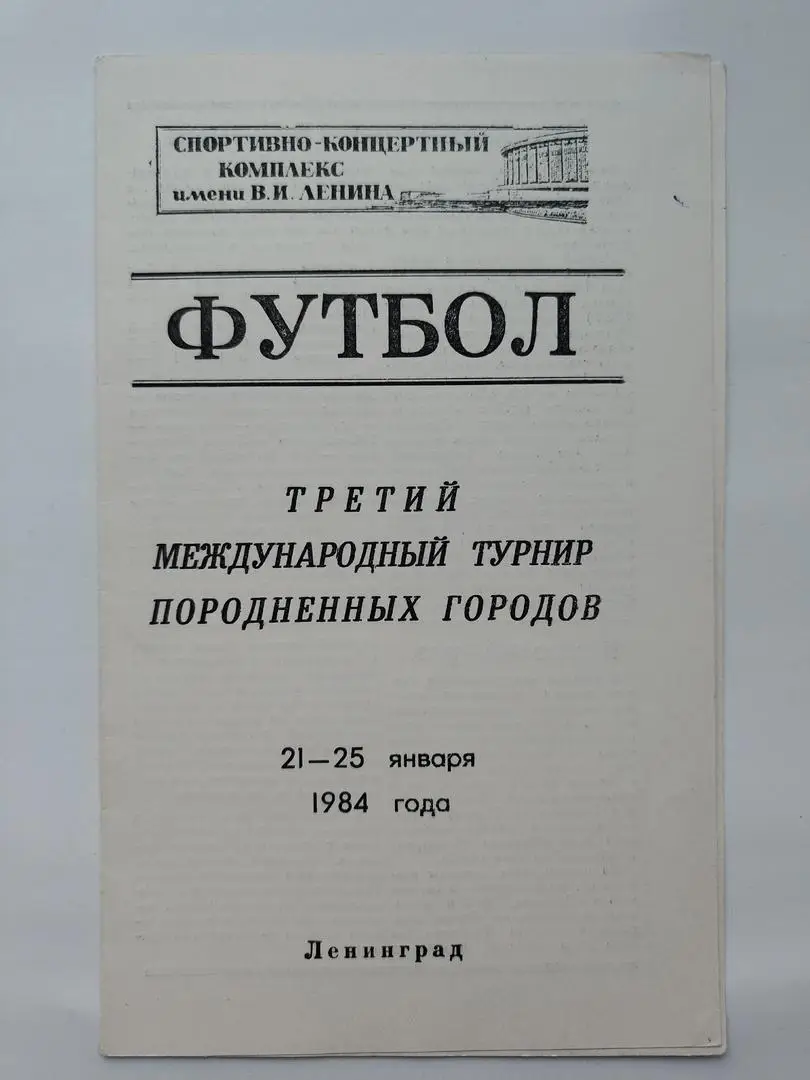 СПОРТИВНО-КОНЦЕРТНЫЙ
КОМПЛЕКС
имени В.И. ЛЕНИНА
ФУТБОЛ
ТРЕТИЙ
МЕЖДУНАРОДНЫЙ ТУРНИР
ПОРОДНЕННЫХ ГОРОДОВ
21—25 января
1984 года
Ленинград